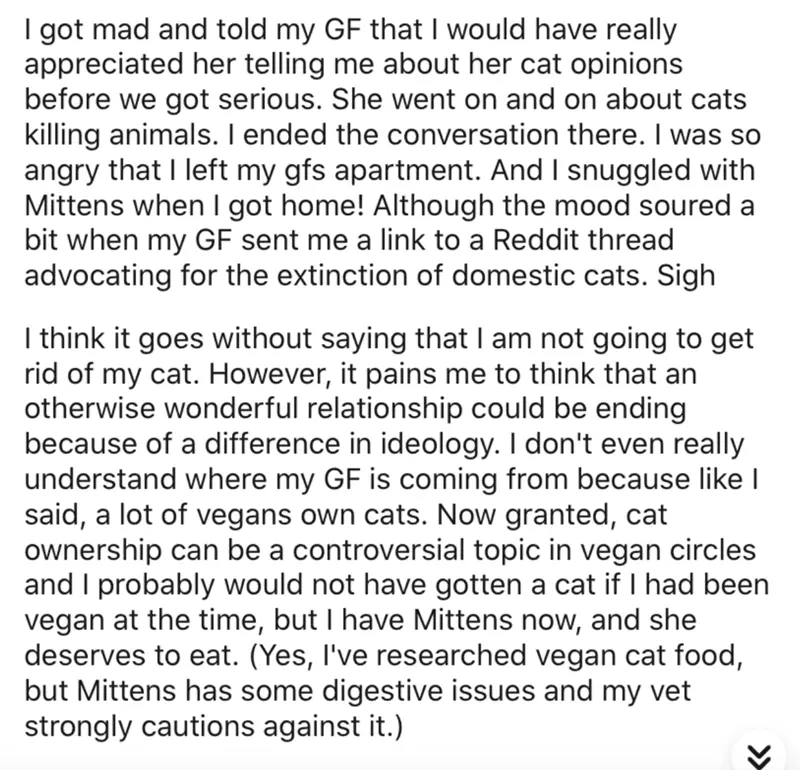 I got mad and told my GF that I would have really
appreciated her telling me about her cat opinions
before we got serious. She went on and on about cats
killing animals. I ended the conversation there. I was so
angry that I left my gfs apartment. And I snuggled with
Mittens when I got home! Although the mood soured a
bit when my GF sent me a link to a Reddit thread
advocating for the extinction of domestic cats. Sigh
I think it goes without saying that I am not going to get
rid of my cat. However, it pains me to think that an
otherwise wonderful relationship could be ending
because of a difference in ideology. I don't even really
understand where my GF is coming from because like I
said, a lot of vegans own cats. Now granted, cat
ownership can be a controversial topic in vegan circles
and I probably would not have gotten a cat if I had been
vegan at the time, but I have Mittens now, and she
deserves to eat. (Yes, I've researched vegan cat food,
but Mittens has some digestive issues and my vet
strongly cautions against it.)